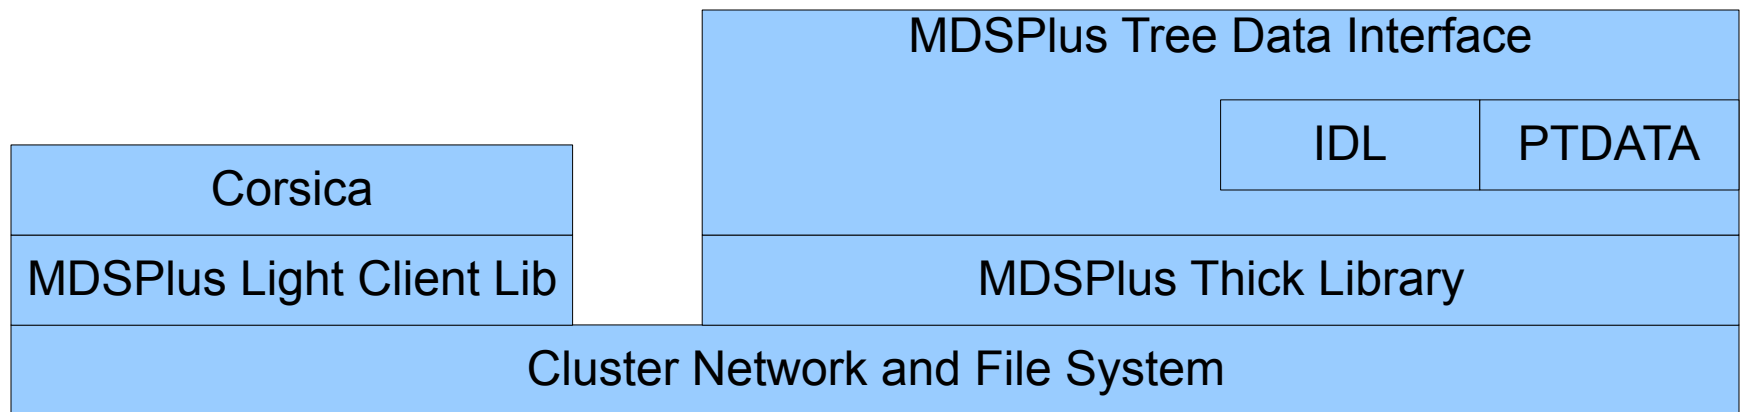 MDSPlus Tree Data Interface
IDL
PTDATA
Corsica
MDSPlus Light Client Lib
MDSPlus Thick Library
Cluster Network and File System